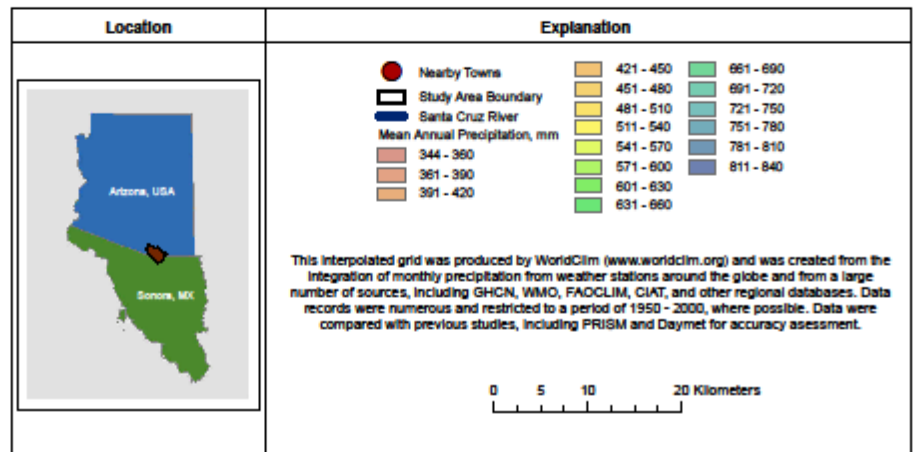 Location
Explanation
Arizona, USA
Sonora, MX
Nearby Towns
Study Area Boundary
Santa Cruz River
Mean Annual Precipitation, mm
344 - 360
361 - 390
391 - 420
421 - 450
451 - 480
481 - 510
511 - 540
541 - 570
571 - 600
601 - 630
631 - 660
661 - 690
691 - 720
721 - 750
751 - 780
781 - 810
811 - 840
This interpolated grid was produced by WorldClim (www.worldclim.org) and was created from the
integration of monthly precipitation from weather stations around the globe and from a large
number of sources, including GHCN, WMO, FAOCLIM, CIAT, and other regional databases. Data
records were numerous and restricted to a period of 1950 - 2000, where possible. Data were
compared with previous studies, including PRISM and Daymet for accuracy asessment.
0 5 10 20 Kilometers